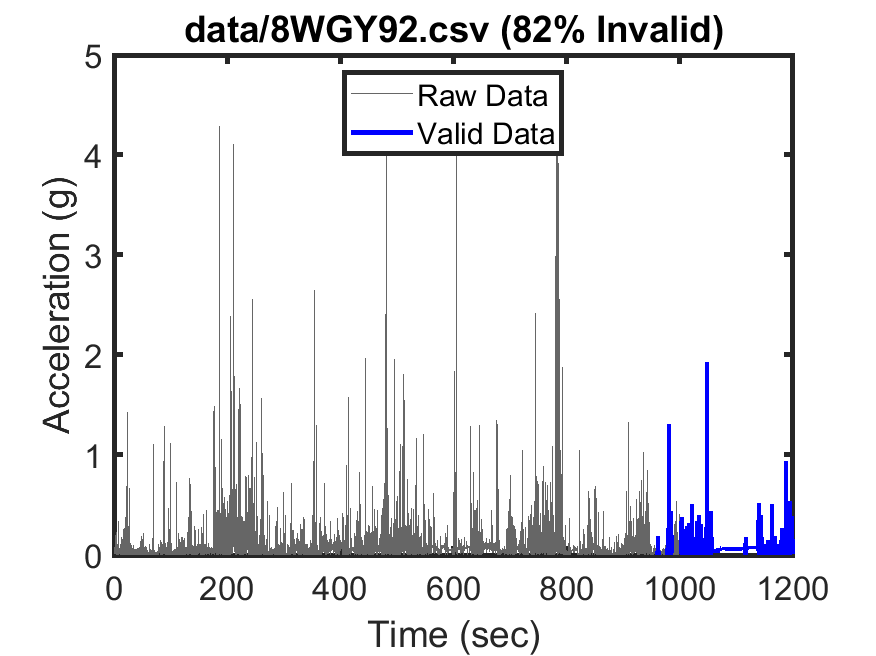 data/8WGY92.csv (82% Invalid)
Raw Data
Valid Data
5
4
3
2
1
0
Acceleration (g)
0 200 400 600 800 1000 1200
Time (sec)